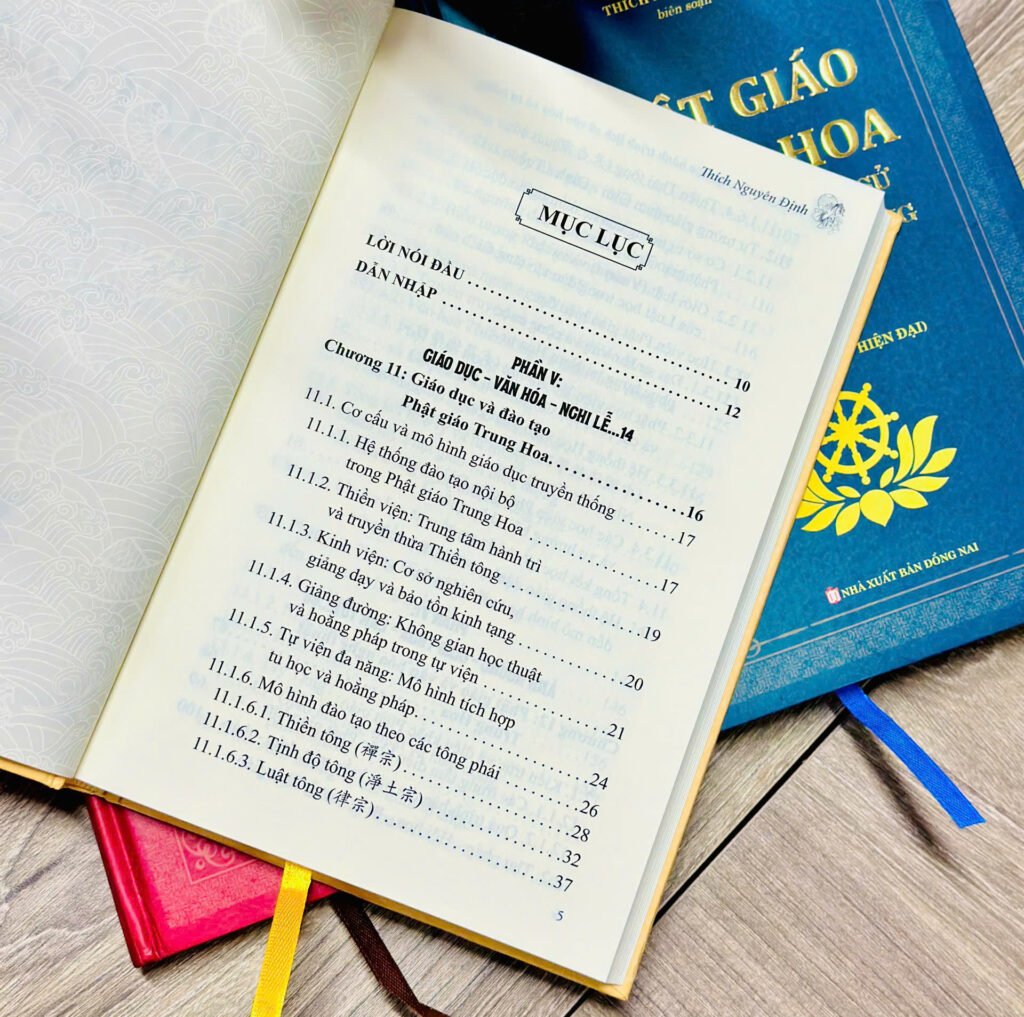 Thích Nguyên Định
MỤC LỤC
LỜI NÓI ĐẦU ........................ 10
DẪN NHẬP ........................ 12
PHẦN V:
GIÁO DỤC – VĂN HÓA – NGHI LỄ...14
Chương 11: Giáo dục và đào tạo
Phật giáo Trung Hoa................ 16
11.1. Cơ cấu và mô hình giáo dục truyền thống ...... 17
11.1.1. Hệ thống đào tạo nội bộ
trong Phật giáo Trung Hoa ................ 17
11.1.2. Thiền viện: Trung tâm hành trì
và truyền thừa Thiền tông ................ 19
11.1.3. Kinh viện: Cơ sở nghiên cứu,
giảng dạy và bảo tồn kinh tạng ............ 20
11.1.4. Giảng đường: Không gian học thuật
và hoằng pháp trong tự viện ............ 21
11.1.5. Tự viện đa năng: Mô hình tích hợp
tu học và hoằng pháp................ 24
11.1.6. Mô hình đào tạo theo các tông phái ........ 26
11.1.6.1. Thiền tông (禪宗) ................ 28
11.1.6.2. Tịnh độ tông (淨土宗) ............ 32
11.1.6.3. Luật tông (律宗)................ 37
5
THÍCH
biên soạn
GIÁO
HOA
SỬ
HIỆN ĐẠI)
NHÀ XUẤT BẢN ĐỒNG NAI